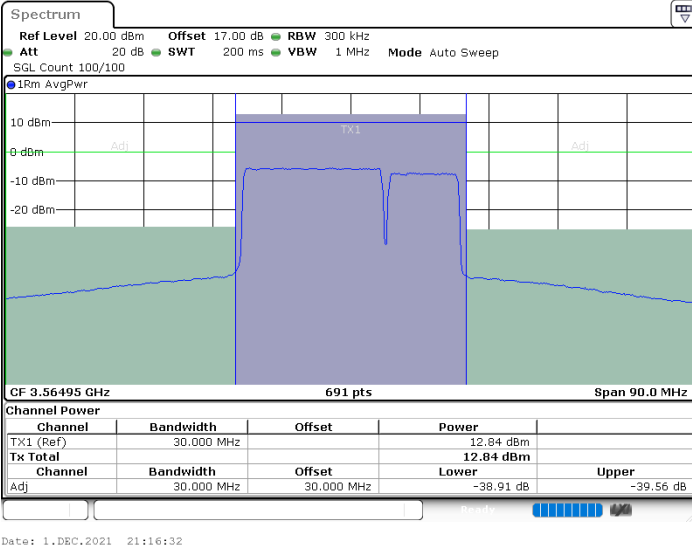 Spectrum
Ref Level 20.00 dBm Offset 17.00 dB RBW 300 kHz
Att 20 dB SWT 200 ms VBW 1 MHz Mode Auto Sweep
SGL Count 100/100
1Rm AvgPwr
10 dBm
TX1
Adj Adj
0 dBm
-10 dBm
-20 dBm
CF 3.56495 GHz 691 pts Span 90.0 MHz
Channel Power
Channel Bandwidth Offset Power
TX1 (Ref) 30.000 MHz 12.84 dBm
Tx Total 12.84 dBm
Channel Bandwidth Offset Lower Upper
Adj 30.000 MHz 30.000 MHz -38.91 dB -39.56 dB
Ready
Date: 1.DEC.2021 21:16:32